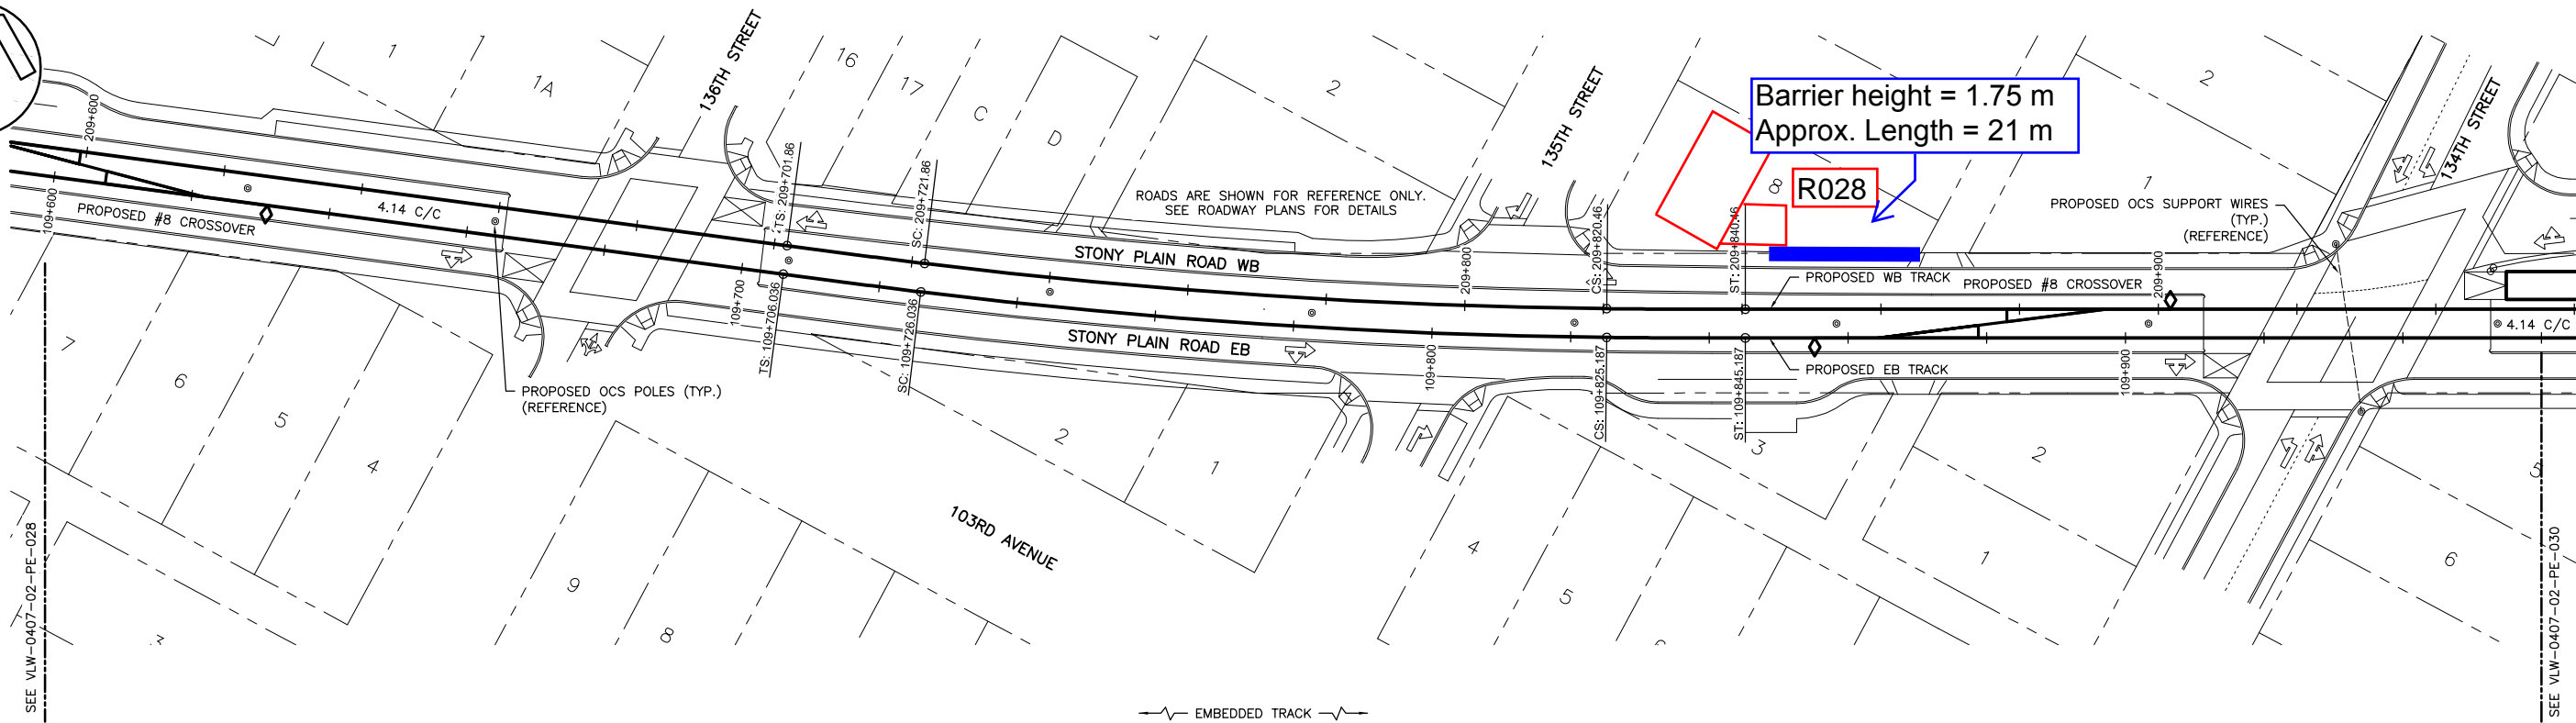 Barrier height = 1.75 m
Approx. Length = 21 m
R028
136TH STREET
135TH STREET
134TH STREET
1
1A
16
17
C
D
2
8
1
2
209+600
109+600
PROPOSED #8 CROSSOVER
4.14 C/C
TS: 209+701.86
SC: 209+721.86
109+700
TS: 109+706.036
SC: 109+726.036
ROADS ARE SHOWN FOR REFERENCE ONLY.
SEE ROADWAY PLANS FOR DETAILS
STONY PLAIN ROAD WB
STONY PLAIN ROAD EB
209+800
109+800
CS: 209+820.46
ST: 209+840.46
CS: 109+825.187
ST: 109+845.187
PROPOSED WB TRACK
PROPOSED #8 CROSSOVER
PROPOSED EB TRACK
209+900
109+900
PROPOSED OCS SUPPORT WIRES
(TYP.)
(REFERENCE)
4.14 C/C
PROPOSED OCS POLES (TYP.)
(REFERENCE)
7
6
5
4
3
9
8
2
1
103RD AVENUE
4
5
3
2
1
5
6
SEE VLW-0407-02-PE-028
SEE VLW-0407-02-PE-030
EMBEDDED TRACK